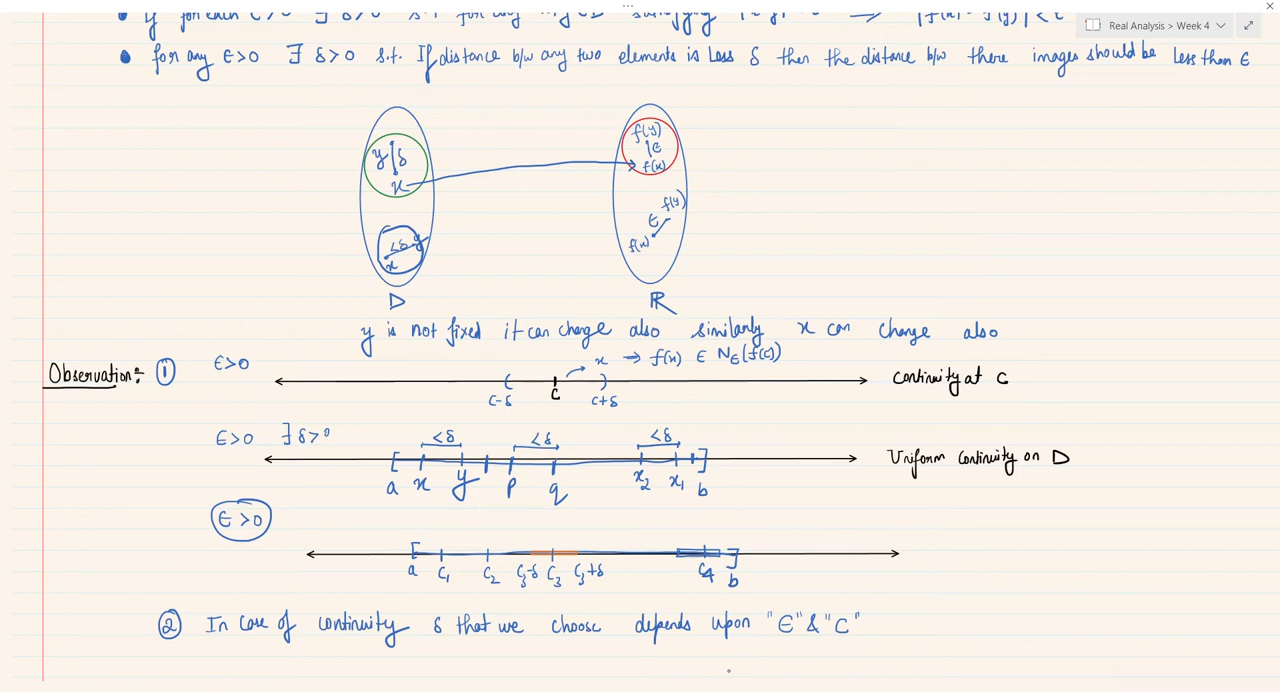 Real Analysis > Week 4
• for any ϵ>0 ∃ δ>0 s.t. If distance b/w any two elements is less δ then the distance b/w there images should be less than ϵ
y δ x
f(y) ϵ f(x)
<δ y x
f(y) ϵ f(x)
D
R
y is not fixed it can change also similarly x can change also
Observation:- ① ϵ>0
x → f(x) ∈ N_ϵ(f(c))
c-δ c c+δ
Continuity at c
ϵ>0 ∃ δ>0
<δ <δ <δ
a x y p q x₂ x₁ b
Uniform Continuity on D
ϵ>0
a c₁ c₂ c₃-δ c₃ c₃+δ c₄ b
② In case of continuity δ that we choose depends upon "ϵ" & "c"